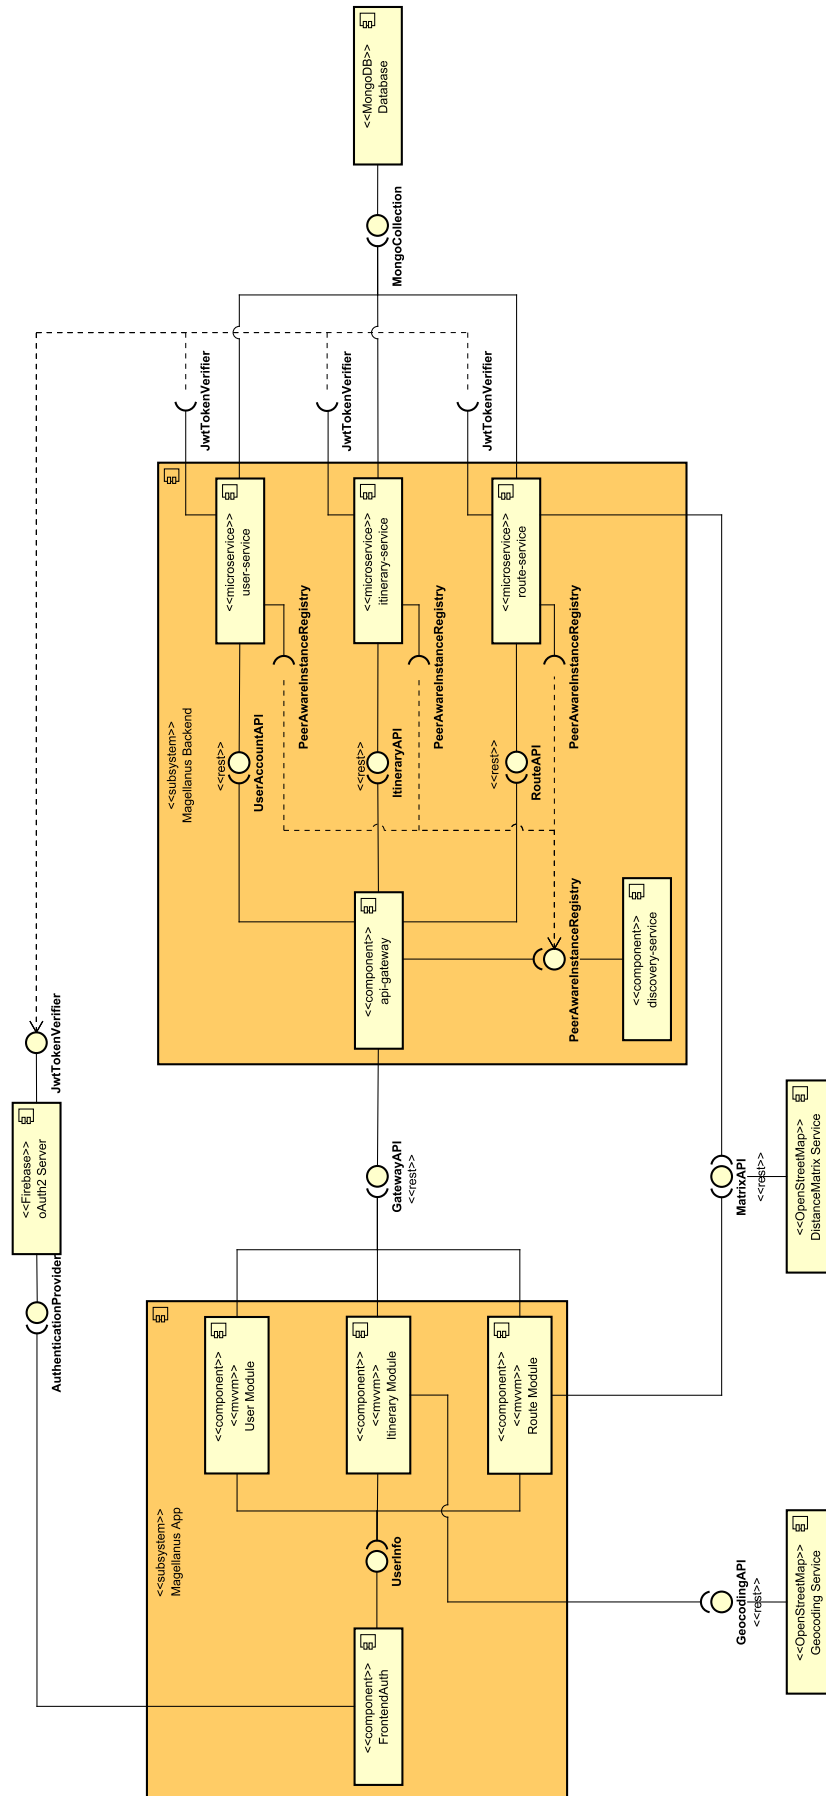 <<MongoDB>>
Database
MongoCollection
JwtTokenVerifier
JwtTokenVerifier
JwtTokenVerifier
<<subsystem>>
Magellanus Backend
<<microservice>>
user-service
<<microservice>>
itinerary-service
<<microservice>>
route-service
PeerAwareInstanceRegistry
PeerAwareInstanceRegistry
PeerAwareInstanceRegistry
<<rest>>
UserAccountAPI
<<rest>>
ItineraryAPI
<<rest>>
RouteAPI
<<component>>
api-gateway
PeerAwareInstanceRegistry
<<component>>
discovery-service
JwtTokenVerifier
<<Firebase>>
oAuth2 Server
AuthenticationProvider
GatewayAPI
<<rest>>
MatrixAPI
<<rest>>
<<OpenStreetMap>>
DistanceMatrix Service
<<subsystem>>
Magellanus App
<<component>>
<<mvvm>>
User Module
<<component>>
<<mvvm>>
Itinerary Module
<<component>>
<<mvvm>>
Route Module
UserInfo
<<component>>
FrontendAuth
GeocodingAPI
<<rest>>
<<OpenStreetMap>>
Geocoding Service